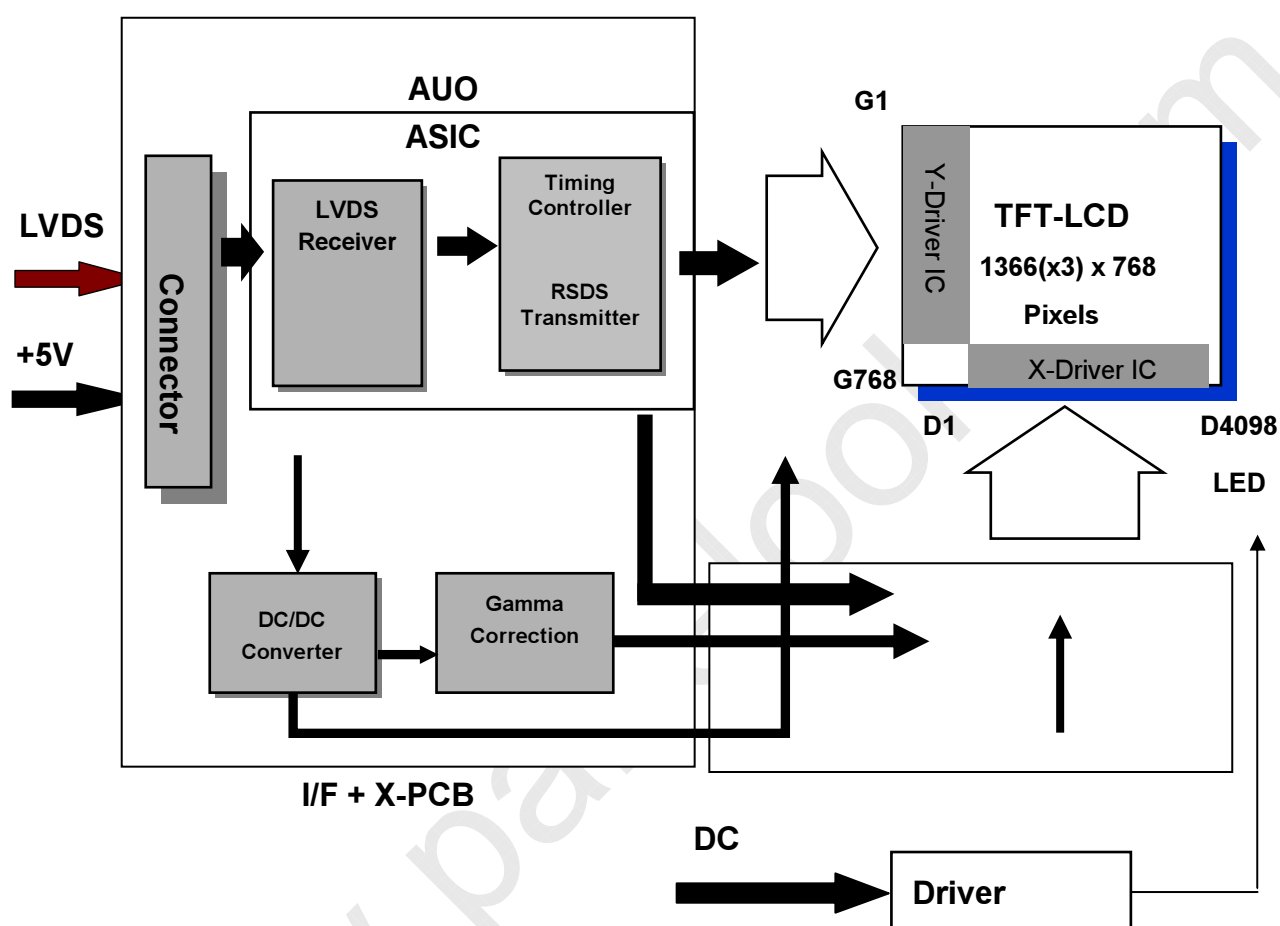 AUO
ASIC
LVDS
+5V
Connector
LVDS
Receiver
Timing
Controller
RSDS
Transmitter
G1
G768
Y-Driver IC
TFT-LCD
1366(x3) x 768
Pixels
X-Driver IC
D1
D4098
LED
DC/DC
Converter
Gamma
Correction
I/F + X-PCB
DC
Driver